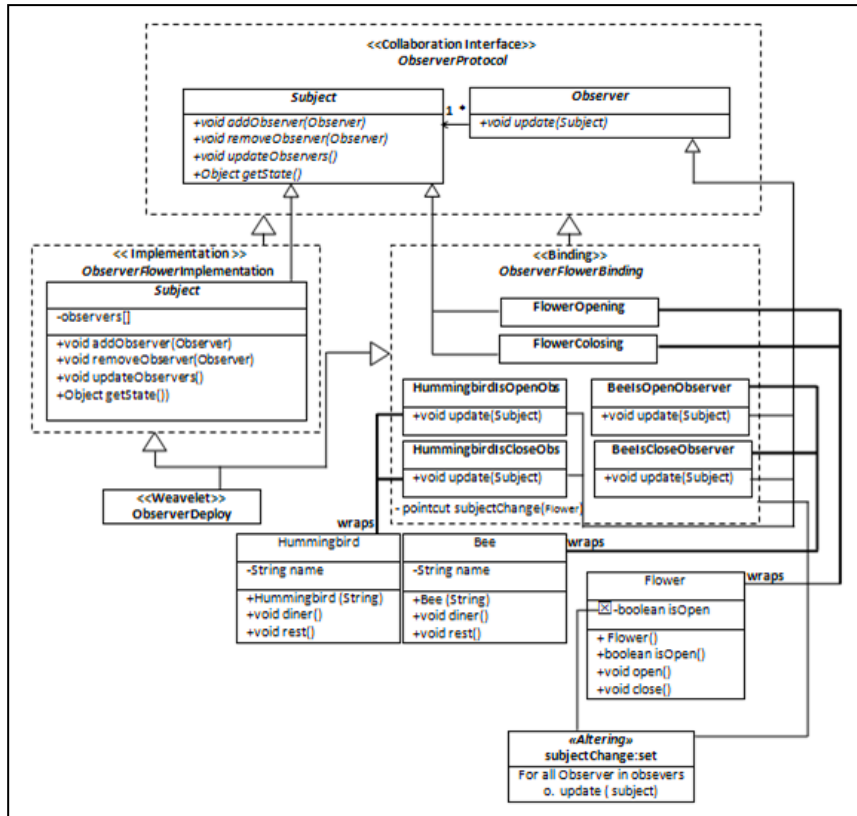 <<Collaboration Interface>>
ObserverProtocol
Subject
+void addObserver(Observer)
+void removeObserver(Observer)
+void updateObservers()
+Object getState()
1 *
Observer
+void update(Subject)
<< Implementation >>
ObserverFlowerImplementation
Subject
-observers[]
+void addObserver(Observer)
+void removeObserver(Observer)
+void updateObservers()
+Object getState())
<<Binding>>
ObserverFlowerBinding
FlowerOpening
FlowerColosing
HummingbirdIsOpenObs
+void update(Subject)
BeeIsOpenObserver
+void update(Subject)
HummingbirdIsCloseObs
+void update(Subject)
BeeIsCloseObserver
+void update(Subject)
- pointcut subjectChange(Flower)
<<Weavelet>>
ObserverDeploy
wraps
Hummingbird
-String name
+Hummingbird (String)
+void diner()
+void rest()
Bee
-String name
+Bee (String)
+void diner()
+void rest()
wraps
Flower
-boolean isOpen
+ Flower()
+boolean isOpen()
+void open()
+void close()
wraps
«Altering»
subjectChange:set
For all Observer in obsevers
o. update ( subject)